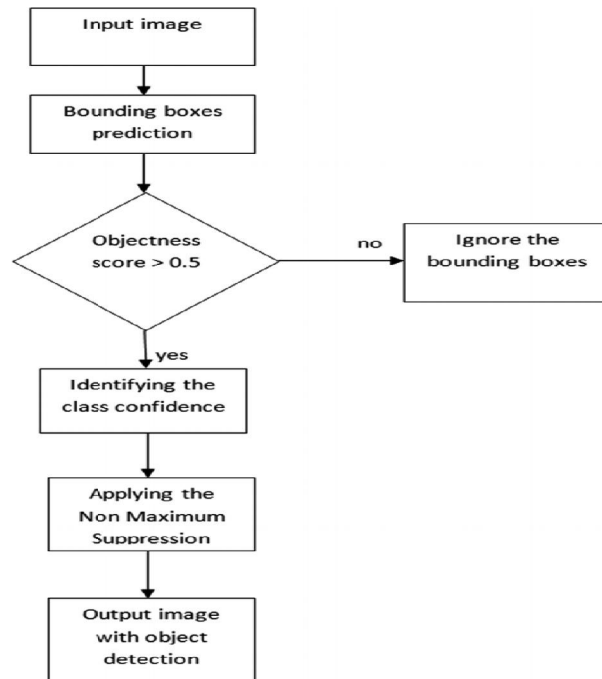 Input image
Bounding boxes
prediction
Objectness
score > 0.5
no
Ignore the
bounding boxes
yes
Identifying the
class confidence
Applying the
Non Maximum
Suppression
Output image
with object
detection